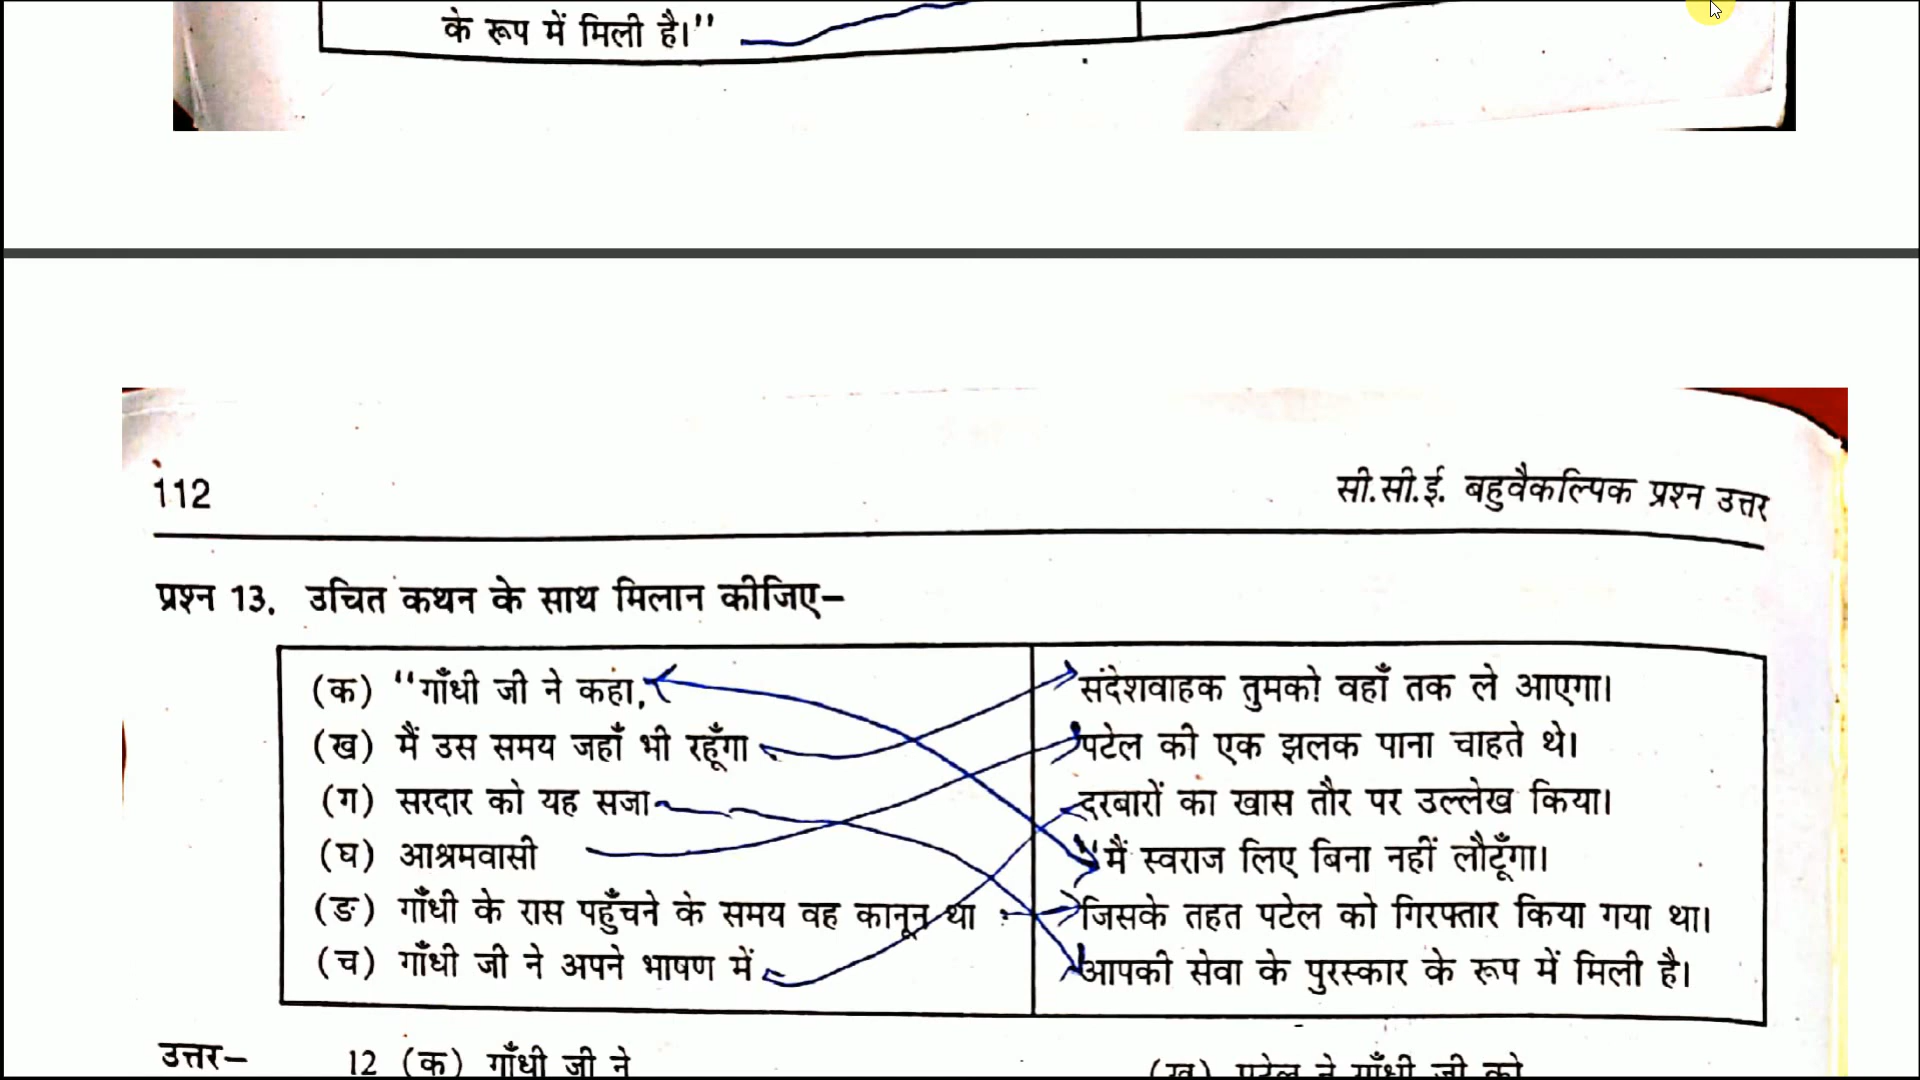 के रूप में मिली है।"
112
सी.सी.ई. बहुवैकल्पिक प्रश्न उत्तर
प्रश्न 13. उचित कथन के साथ मिलान कीजिए–
(क) "गाँधी जी ने कहा, संदेशवाहक तुमको वहाँ तक ले आएगा।
(ख) मैं उस समय जहाँ भी रहूँगा पटेल की एक झलक पाना चाहते थे।
(ग) सरदार को यह सजा दरबारों का खास तौर पर उल्लेख किया।
(घ) आश्रमवासी "मैं स्वराज लिए बिना नहीं लौटूँगा।
(ङ) गाँधी के रास पहुँचने के समय वह कानून था जिसके तहत पटेल को गिरफ्तार किया गया था।
(च) गाँधी जी ने अपने भाषण में आपकी सेवा के पुरस्कार के रूप में मिली है।
उत्तर– 12 (क) गाँधी जी ने (ख) पटेल ने गाँधी जी को